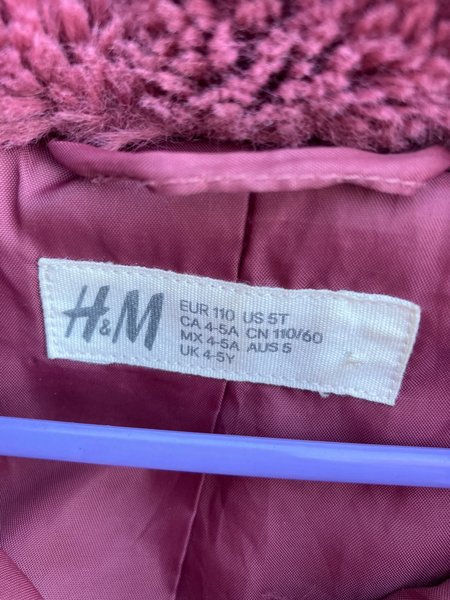 H&M
EUR 110 US 5T
CA 4-5A CN 110/60
MX 4-5A AUS 5
UK 4-5Y